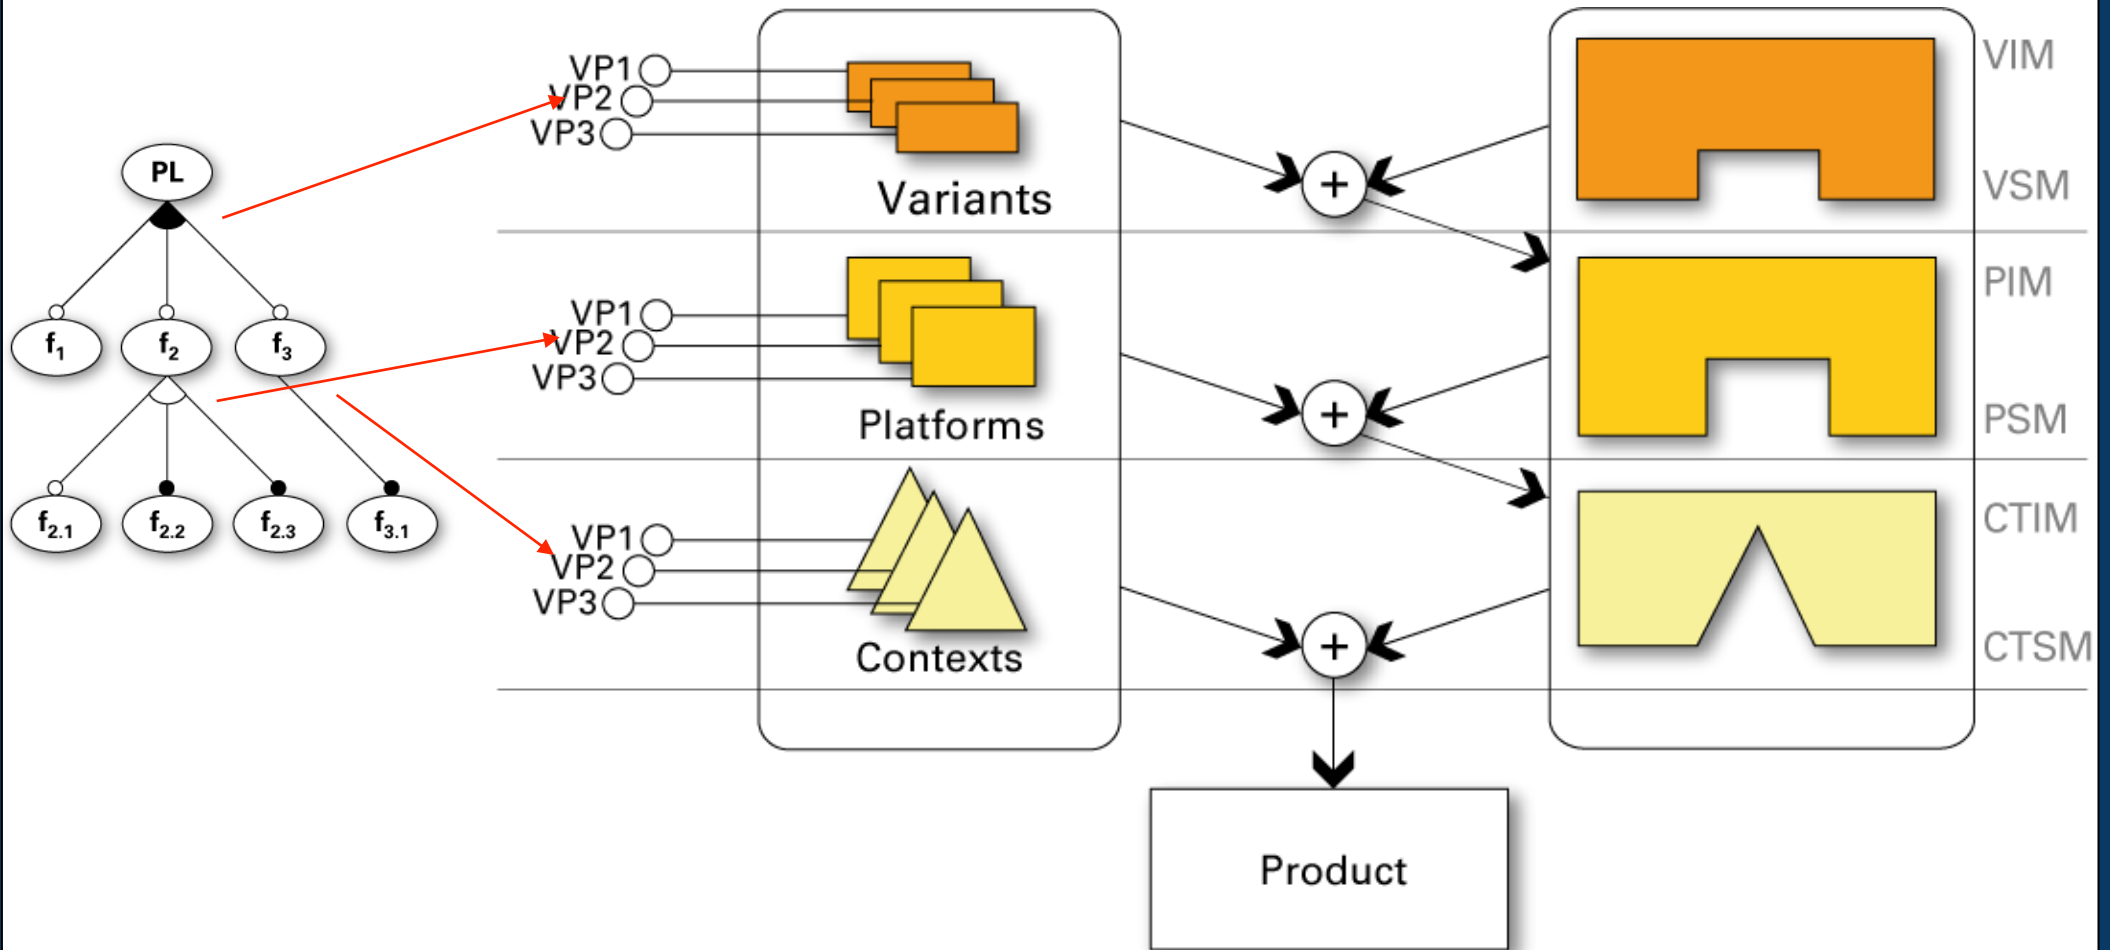 PL
f1
f2
f3
f2.1
f2.2
f2.3
f3.1
VP1
VP2
VP3
Variants
VP1
VP2
VP3
Platforms
VP1
VP2
VP3
Contexts
+
+
+
VIM
VSM
PIM
PSM
CTIM
CTSM
Product